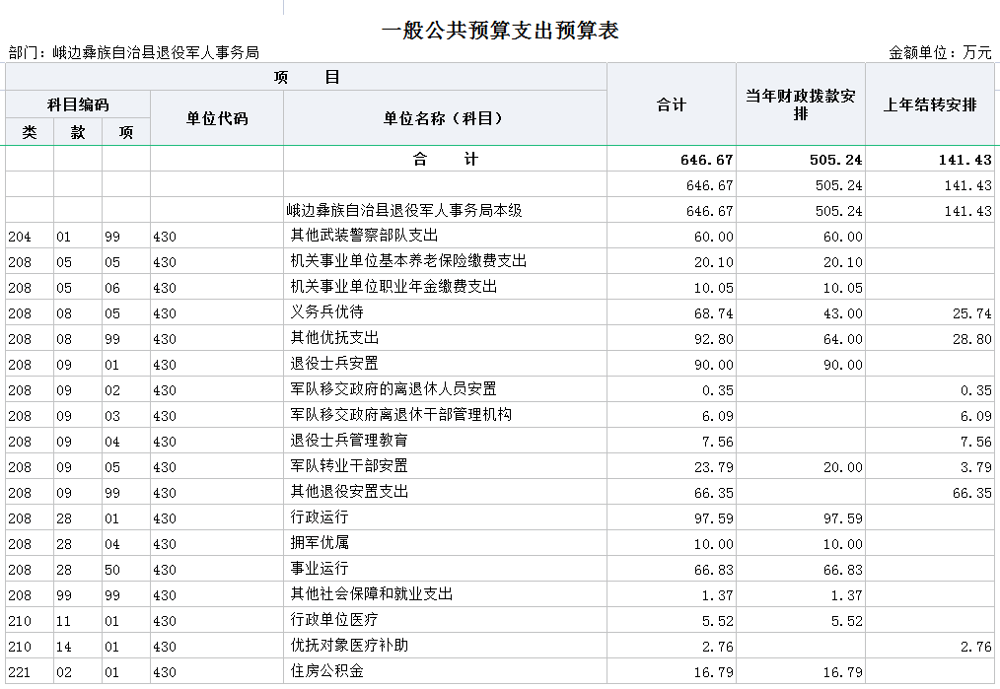 一般公共预算支出预算表
部门：峨边彝族自治县退役军人事务局 金额单位：万元
项 目 合计 当年财政拨款安排 上年结转安排
科目编码 单位代码 单位名称（科目）
类 款 项
合 计 646.67 505.24 141.43
646.67 505.24 141.43
峨边彝族自治县退役军人事务局本级 646.67 505.24 141.43
204 01 99 430 其他武装警察部队支出 60.00 60.00
208 05 05 430 机关事业单位基本养老保险缴费支出 20.10 20.10
208 05 06 430 机关事业单位职业年金缴费支出 10.05 10.05
208 08 05 430 义务兵优待 68.74 43.00 25.74
208 08 99 430 其他优抚支出 92.80 64.00 28.80
208 09 01 430 退役士兵安置 90.00 90.00
208 09 02 430 军队移交政府的离退休人员安置 0.35 0.35
208 09 03 430 军队移交政府离退休干部管理机构 6.09 6.09
208 09 04 430 退役士兵管理教育 7.56 7.56
208 09 05 430 军队转业干部安置 23.79 20.00 3.79
208 09 99 430 其他退役安置支出 66.35 66.35
208 28 01 430 行政运行 97.59 97.59
208 28 04 430 拥军优属 10.00 10.00
208 28 50 430 事业运行 66.83 66.83
208 99 99 430 其他社会保障和就业支出 1.37 1.37
210 11 01 430 行政单位医疗 5.52 5.52
210 14 01 430 优抚对象医疗补助 2.76 2.76
221 02 01 430 住房公积金 16.79 16.79